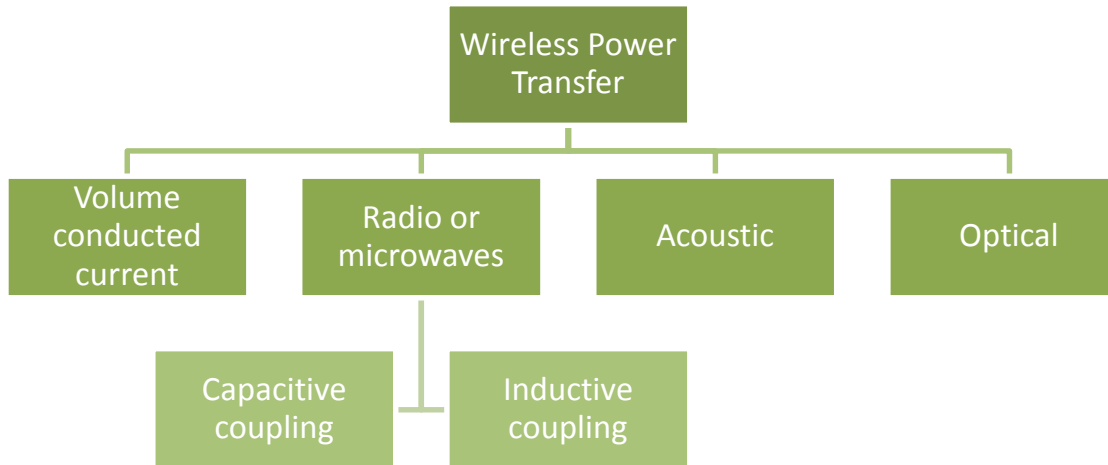 Wireless Power
Transfer
Volume
conducted
current
Radio or
microwaves
Acoustic
Optical
Capacitive
coupling
Inductive
coupling